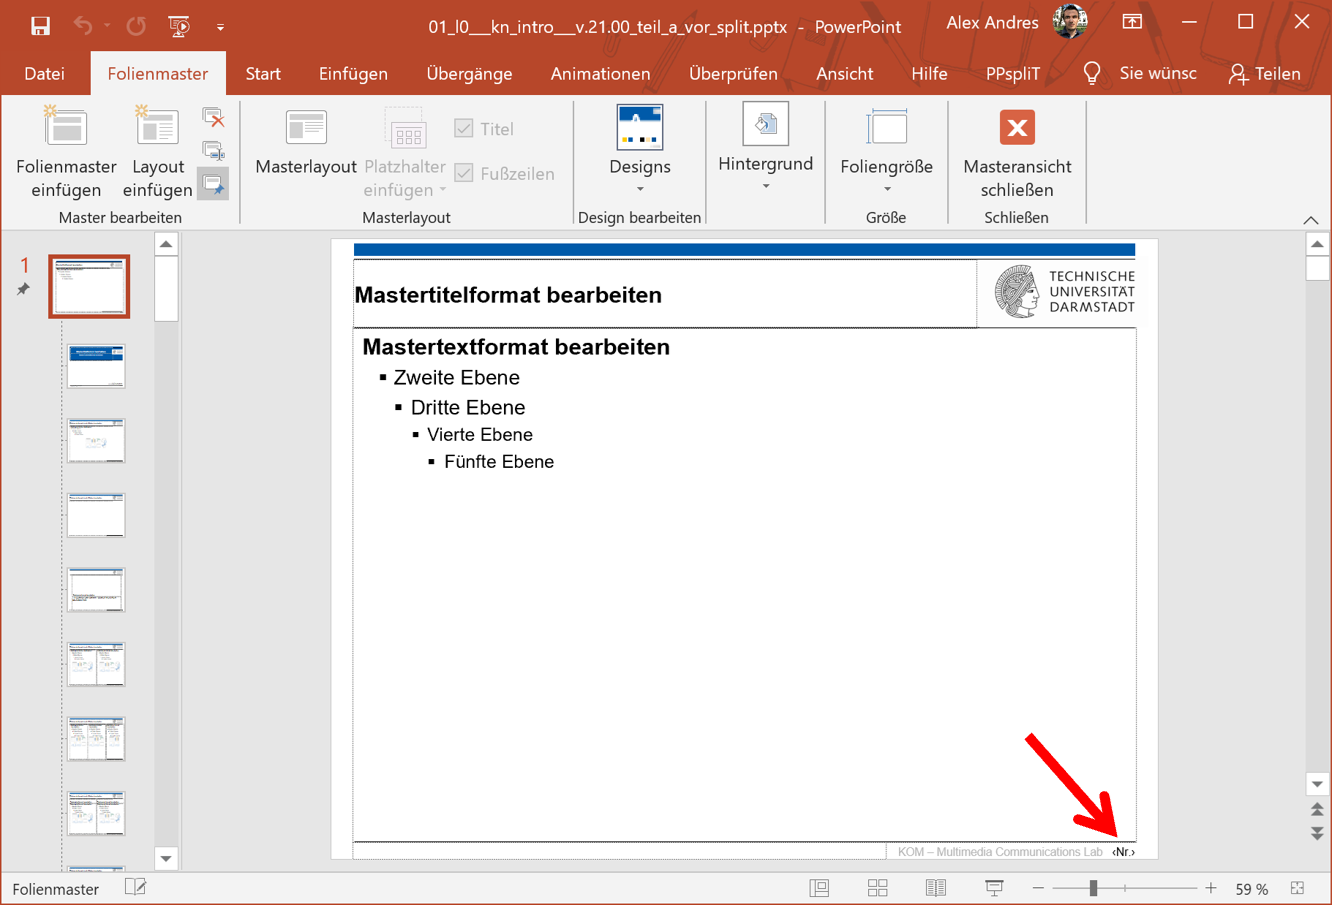 01_l0__kn_intro__v.21.00_teil_a_vor_split.pptx - PowerPoint
Alex Andres
Datei Folienmaster Start Einfügen Übergänge Animationen Überprüfen Ansicht Hilfe PPspliT Sie wünsc Teilen
Folienmaster einfügen
Layout einfügen
Master bearbeiten
Masterlayout
Platzhalter einfügen
Titel
Fußzeilen
Masterlayout
Designs
Design bearbeiten
Hintergrund
Foliengröße
Größe
Masteransicht schließen
Schließen
1
Mastertitelformat bearbeiten
TECHNISCHE
UNIVERSITÄT
DARMSTADT
Mastertextformat bearbeiten
▪ Zweite Ebene
▪ Dritte Ebene
▪ Vierte Ebene
▪ Fünfte Ebene
KOM – Multimedia Communications Lab ‹Nr.›
Folienmaster
59 %